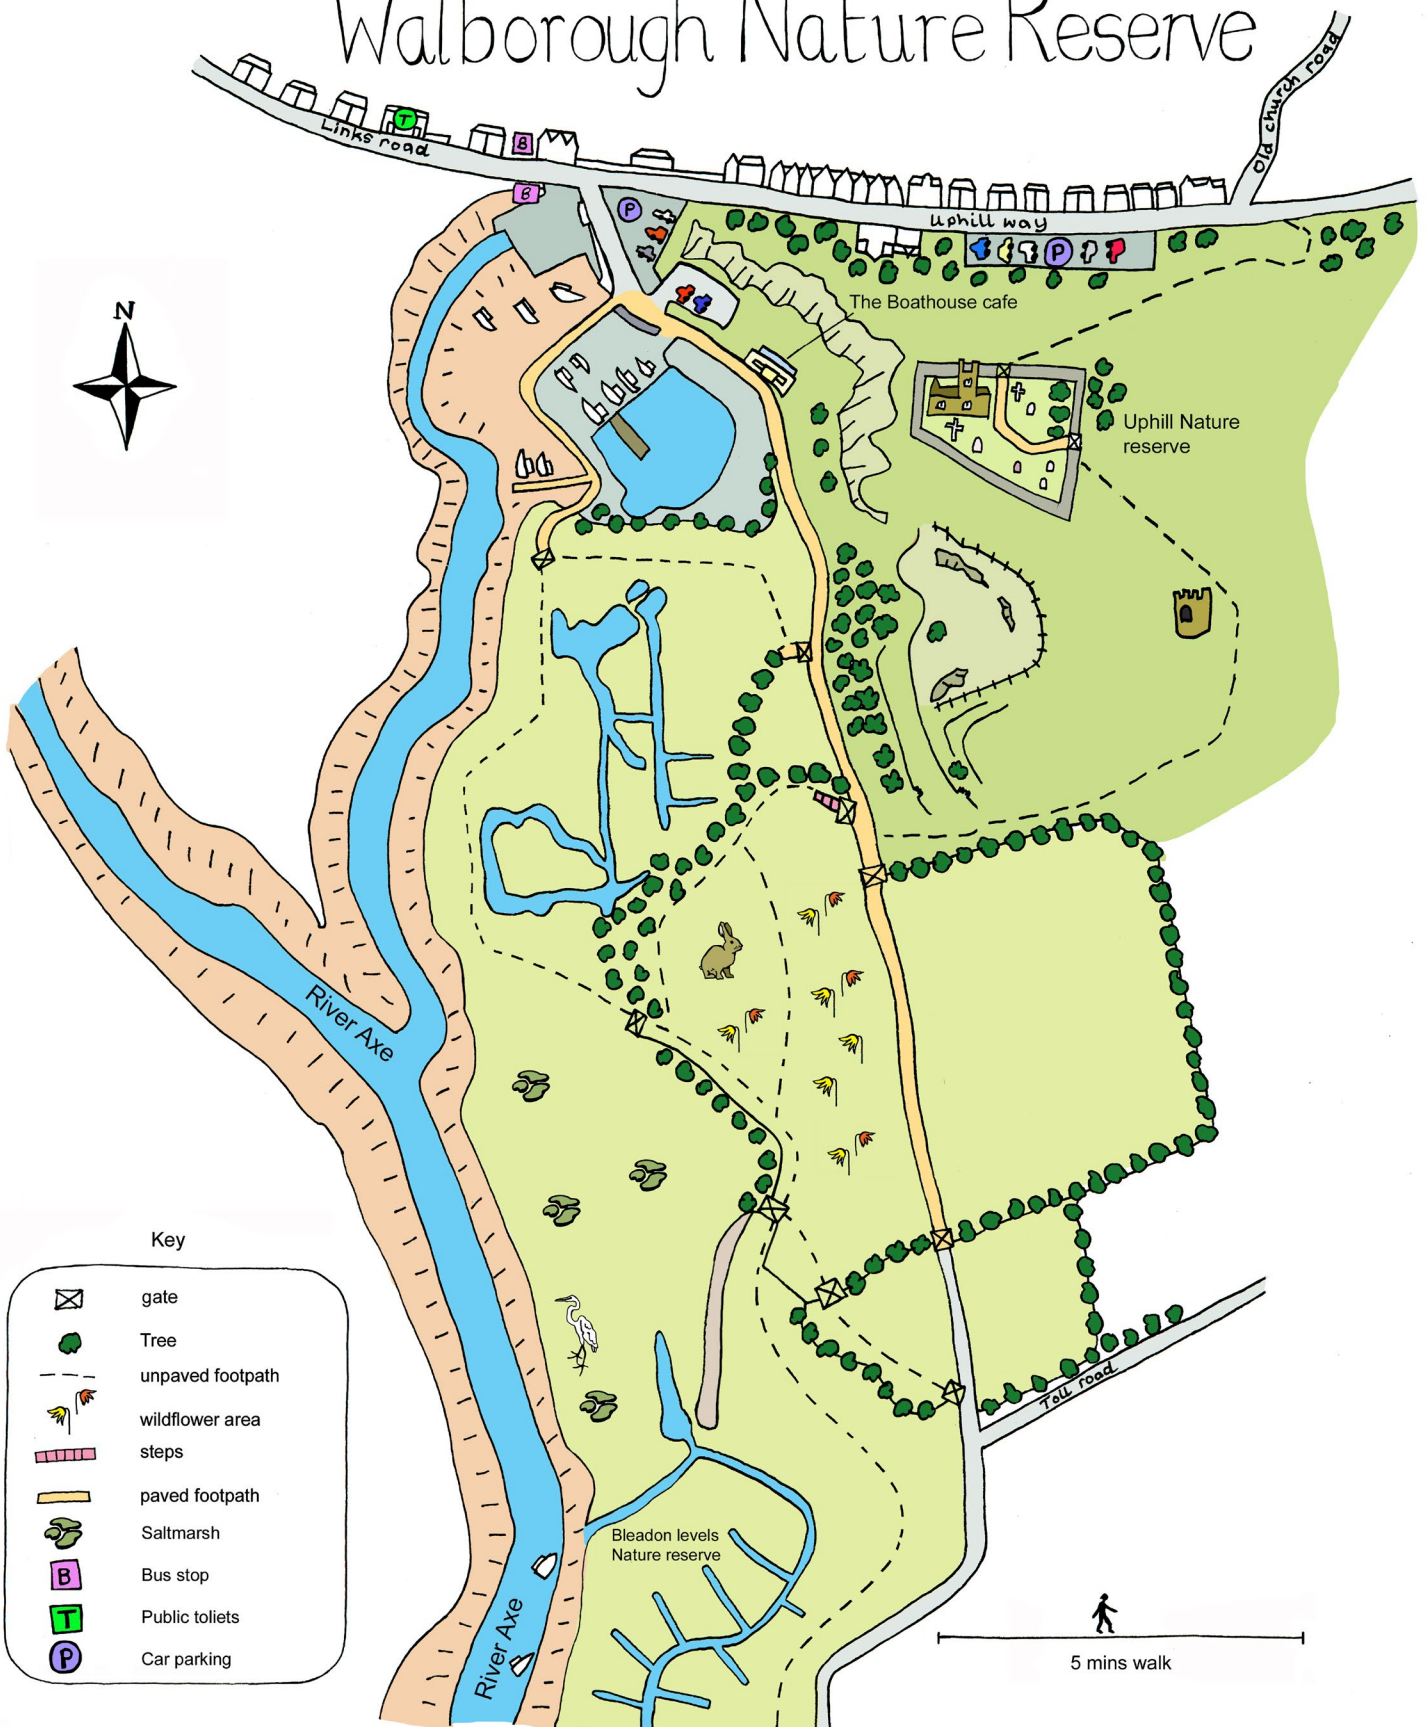 Walborough Nature Reserve
Old church road
T
Links road
B
B
P
Uphill way
P
The Boathouse cafe
N
Uphill Nature
reserve
River Axe
Key
gate
Tree
unpaved footpath
wildflower area
steps
paved footpath
Saltmarsh
B
Bus stop
T
Public toliets
P
Car parking
Toll road
Bleadon levels
Nature reserve
River Axe
5 mins walk